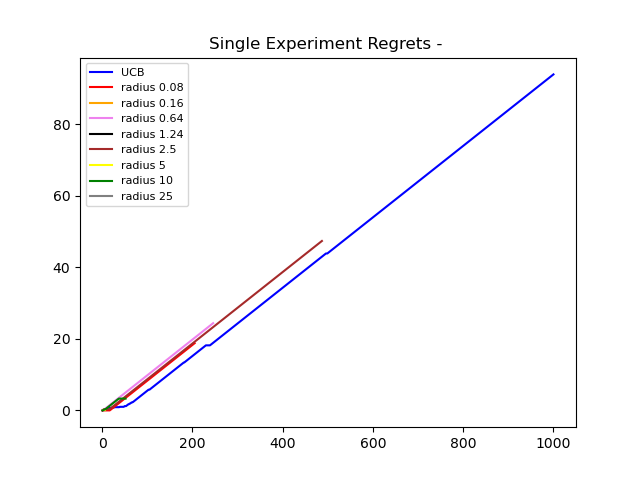 Single Experiment Regrets -
UCB
radius 0.08
radius 0.16
radius 0.64
radius 1.24
radius 2.5
radius 5
radius 10
radius 25
80
60
40
20
0
0 200 400 600 800 1000